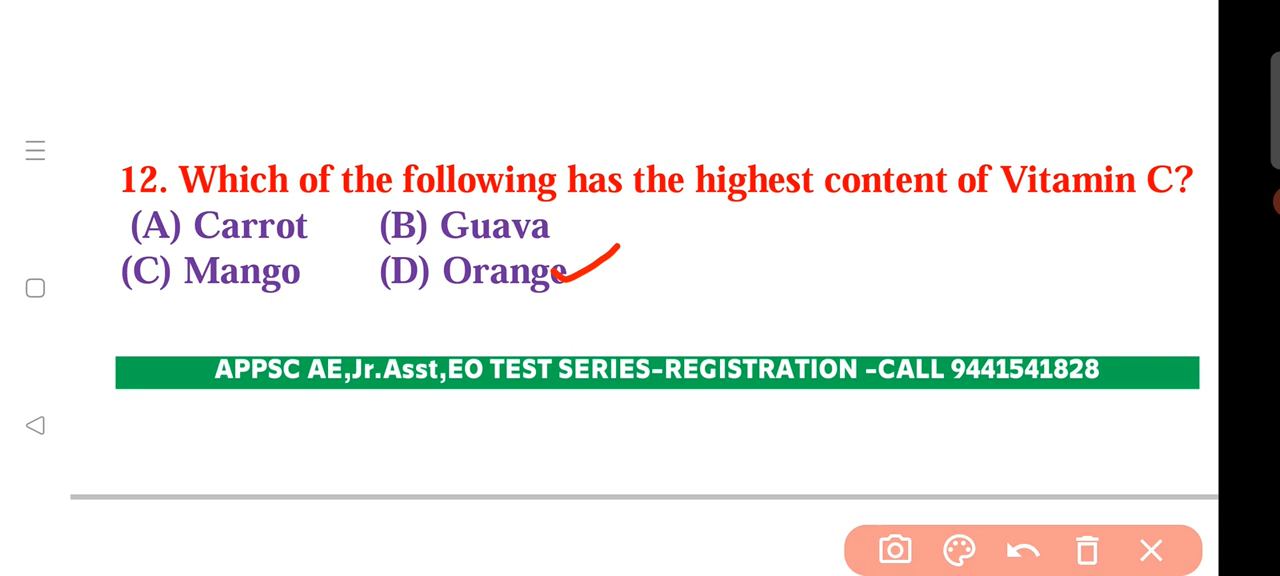 12. Which of the following has the highest content of Vitamin C?
(A) Carrot (B) Guava
(C) Mango (D) Orange
APPSC AE,Jr.Asst,EO TEST SERIES-REGISTRATION -CALL 9441541828